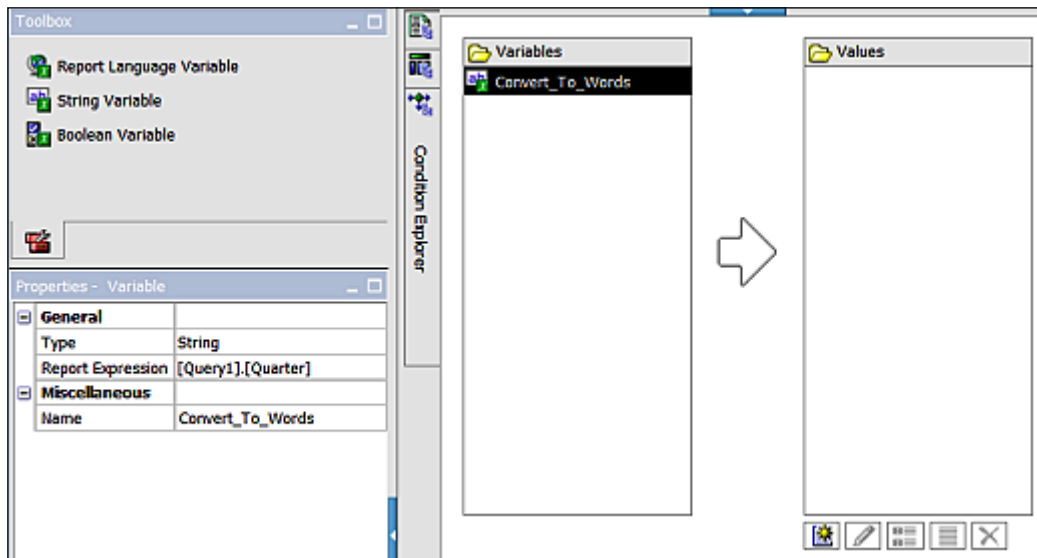 Toolbox
Report Language Variable
String Variable
Boolean Variable
Properties - Variable
General
Type String
Report Expression [Query1].[Quarter]
Miscellaneous
Name Convert_To_Words
Condition Explorer
Variables
Convert_To_Words
Values